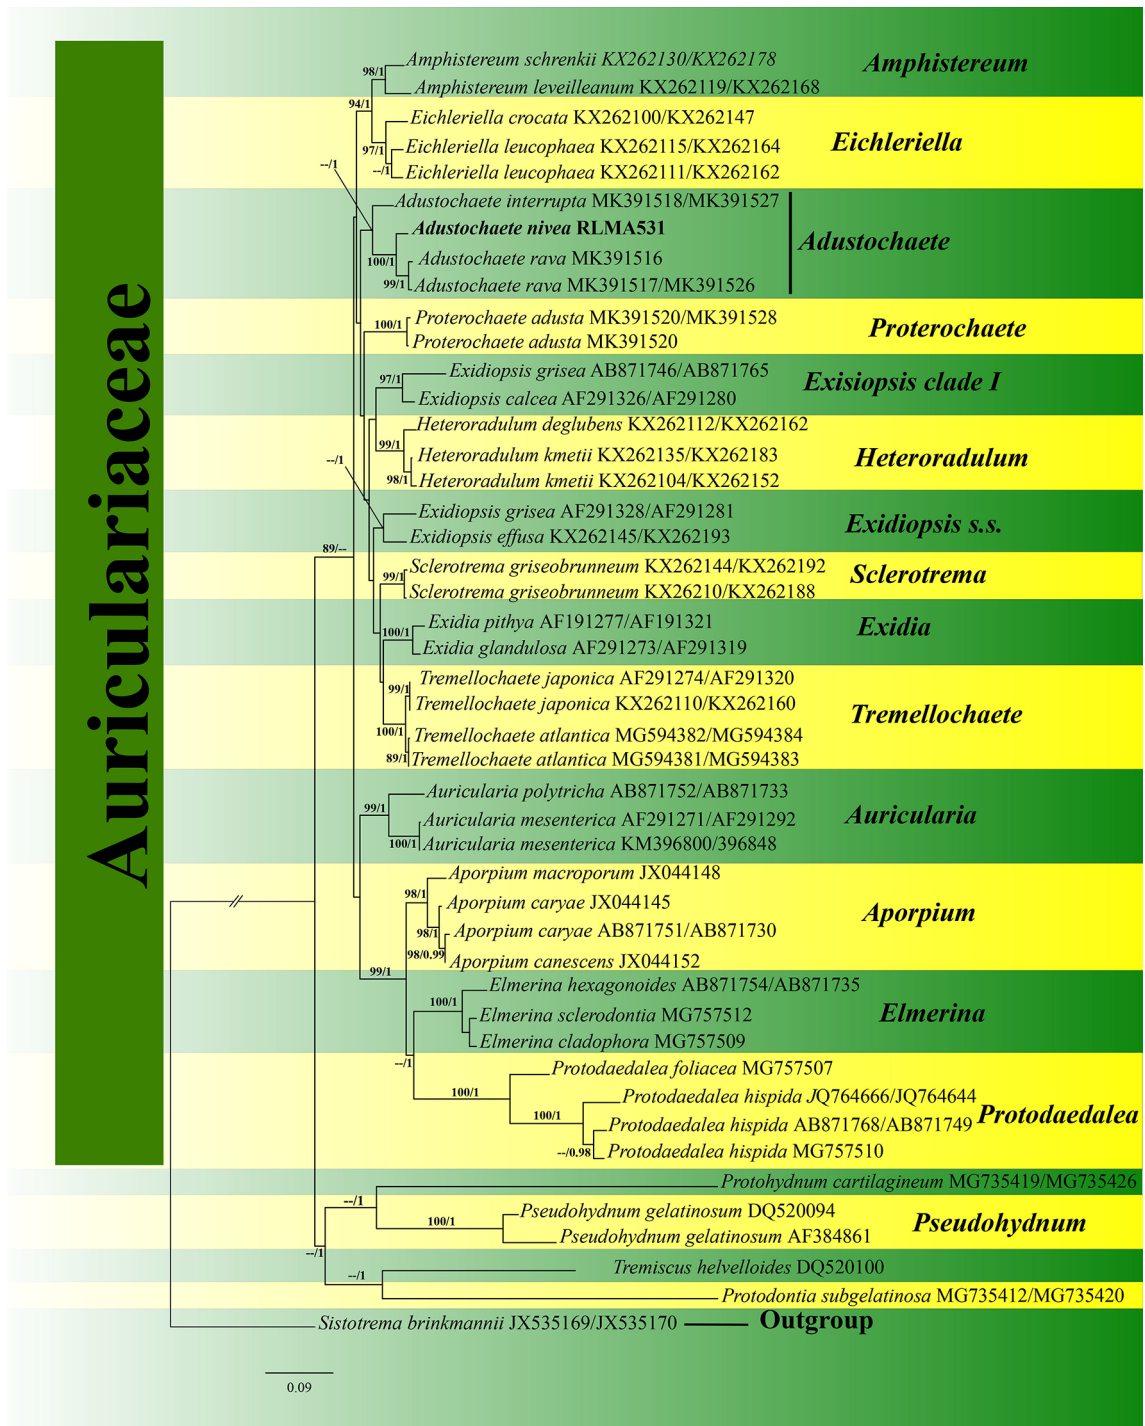 Auriculariaceae
98/1
Amphistereum schrenkii KX262130/KX262178
Amphistereum
Amphistereum leveilleanum KX262119/KX262168
94/1
Eichleriella crocata KX262100/KX262147
Eichleriella
97/1
Eichleriella leucophaea KX262115/KX262164
--/1
Eichleriella leucophaea KX262111/KX262162
--/1
Adustochaete interrupta MK391518/MK391527
Adustochaete nivea RLMA531
Adustochaete
100/1
Adustochaete rava MK391516
99/1
Adustochaete rava MK391517/MK391526
100/1
Proterochaete adusta MK391520/MK391528
Proterochaete
Proterochaete adusta MK391520
97/1
Exidiopsis grisea AB871746/AB871765
Exisiopsis clade I
Exidiopsis calcea AF291326/AF291280
Heteroradulum deglubens KX262112/KX262162
99/1
Heteroradulum kmetii KX262135/KX262183
Heteroradulum
98/1
Heteroradulum kmetii KX262104/KX262152
--/1
Exidiopsis grisea AF291328/AF291281
Exidiopsis s.s.
Exidiopsis effusa KX262145/KX262193
89/--
99/1
Sclerotrema griseobrunneum KX262144/KX262192
Sclerotrema
Sclerotrema griseobrunneum KX26210/KX262188
100/1
Exidia pithya AF191277/AF191321
Exidia
Exidia glandulosa AF291273/AF291319
99/1
Tremellochaete japonica AF291274/AF291320
Tremellochaete japonica KX262110/KX262160
Tremellochaete
100/1
Tremellochaete atlantica MG594382/MG594384
89/1
Tremellochaete atlantica MG594381/MG594383
99/1
Auricularia polytricha AB871752/AB871733
Auricularia mesenterica AF291271/AF291292
Auricularia
100/1
Auricularia mesenterica KM396800/396848
Aporpium macroporum JX044148
98/1
Aporpium caryae JX044145
Aporpium
98/1
Aporpium caryae AB871751/AB871730
98/0.99
Aporpium canescens JX044152
99/1
Elmerina hexagonoides AB871754/AB871735
100/1
Elmerina sclerodontia MG757512
Elmerina
Elmerina cladophora MG757509
--/1
Protodaedalea foliacea MG757507
100/1
Protodaedalea hispida JQ764666/JQ764644
Protodaedalea
100/1
Protodaedalea hispida AB871768/AB871749
--/0.98
Protodaedalea hispida MG757510
Protohydnum cartilagineum MG735419/MG735426
--/1
Pseudohydnum gelatinosum DQ520094
Pseudohydnum
100/1
Pseudohydnum gelatinosum AF384861
--/1
Tremiscus helvelloides DQ520100
--/1
Protodontia subgelatinosa MG735412/MG735420
Sistotrema brinkmannii JX535169/JX535170
Outgroup
0.09